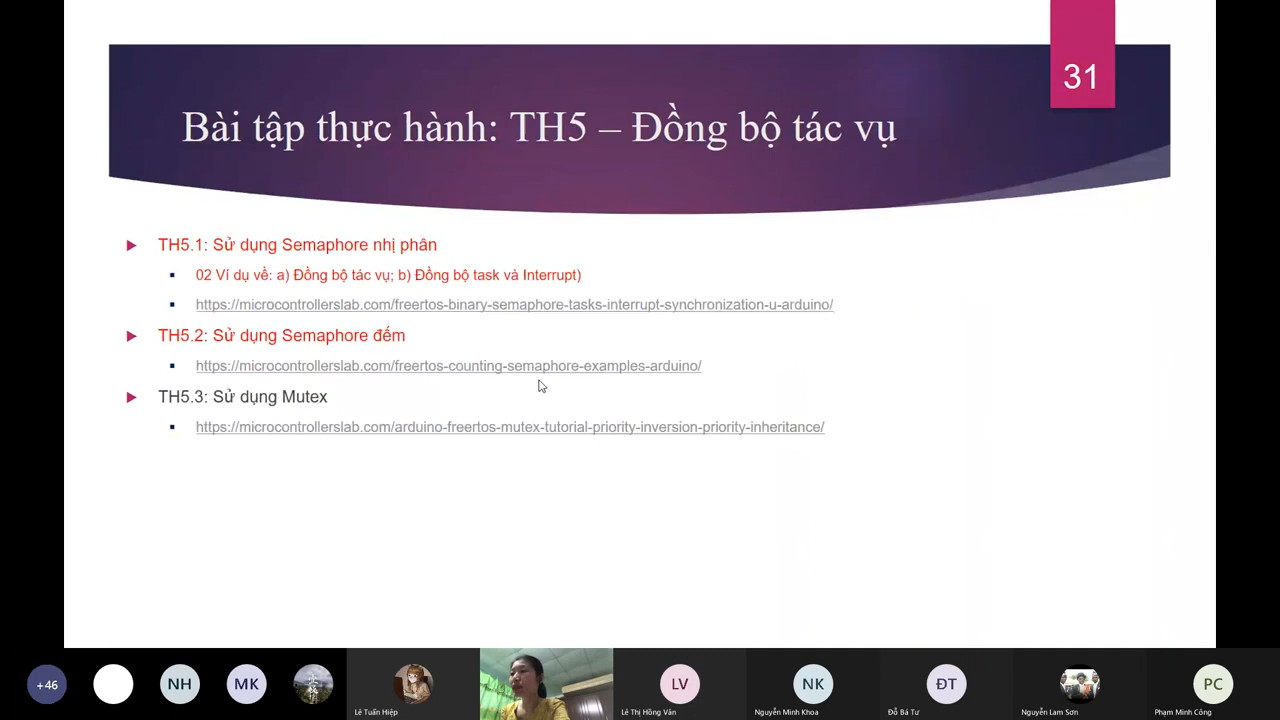 31
Bài tập thực hành: TH5 – Đồng bộ tác vụ
TH5.1: Sử dụng Semaphore nhị phân
02 Ví dụ về: a) Đồng bộ tác vụ; b) Đồng bộ task và Interrupt)
https://microcontrollerslab.com/freertos-binary-semaphore-tasks-interrupt-synchronization-u-arduino/
TH5.2: Sử dụng Semaphore đếm
https://microcontrollerslab.com/freertos-counting-semaphore-examples-arduino/
TH5.3: Sử dụng Mutex
https://microcontrollerslab.com/arduino-freertos-mutex-tutorial-priority-inversion-priority-inheritance/
+46
NH
MK
LV
NK
ĐT
PC
Lê Tuấn Hiệp
Lê Thị Hồng Vân
Nguyễn Minh Khoa
Đỗ Bá Tư
Nguyễn Lam Sơn
Phạm Minh Công